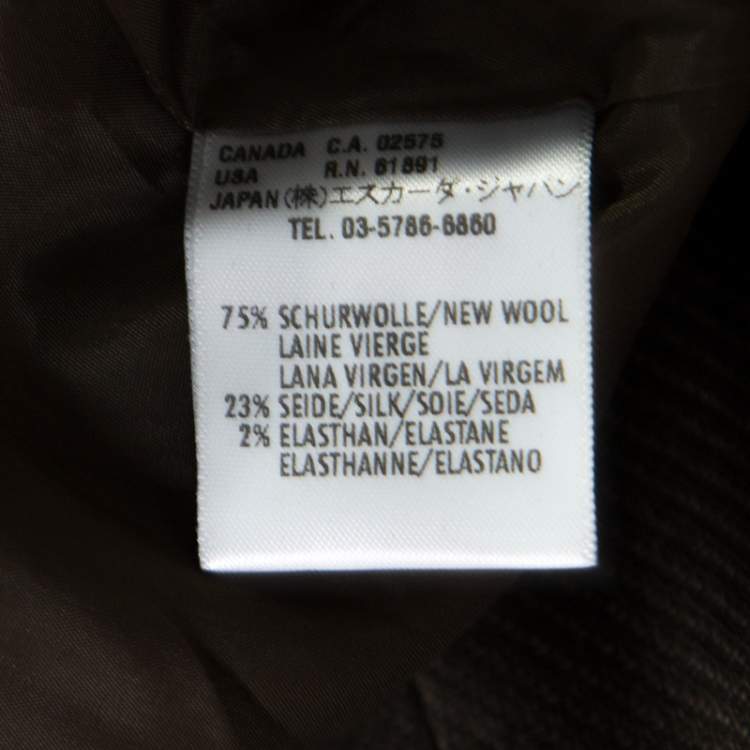 CANADA C.A. 02575
USA R.N. 61891
JAPAN (株)エスカーダ・ジャパン
TEL. 03-5786-6860
75% SCHURWOLLE/NEW WOOL
LAINE VIERGE
LANA VIRGEN/LA VIRGEM
23% SEIDE/SILK/SOIE/SEDA
2% ELASTHAN/ELASTANE
ELASTHANNE/ELASTANO